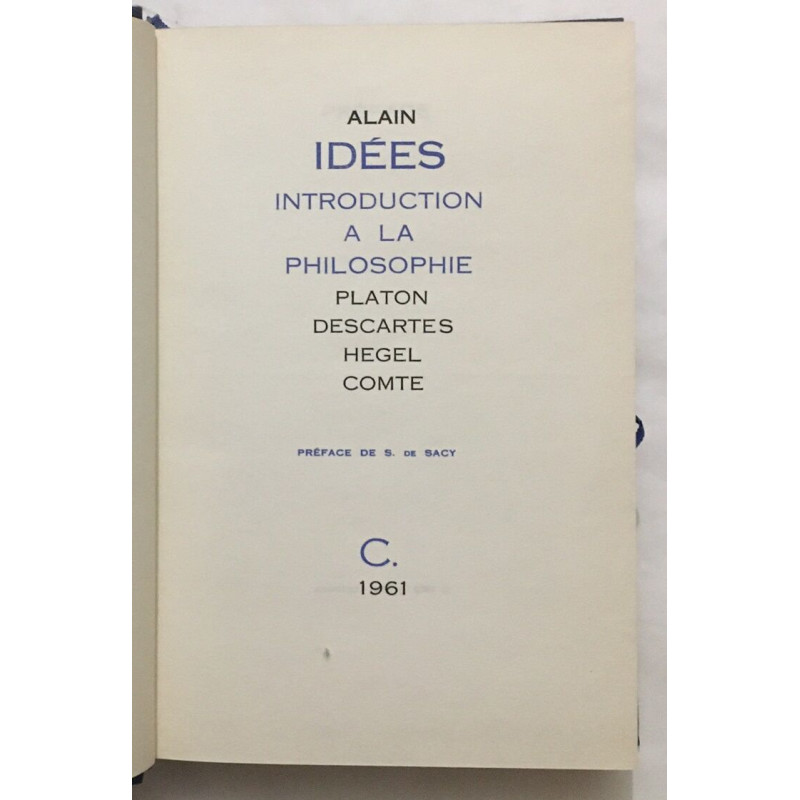 ALAIN
IDÉES
INTRODUCTION
A LA
PHILOSOPHIE
PLATON
DESCARTES
HEGEL
COMTE
PRÉFACE DE S. DE SACY
C.
1961